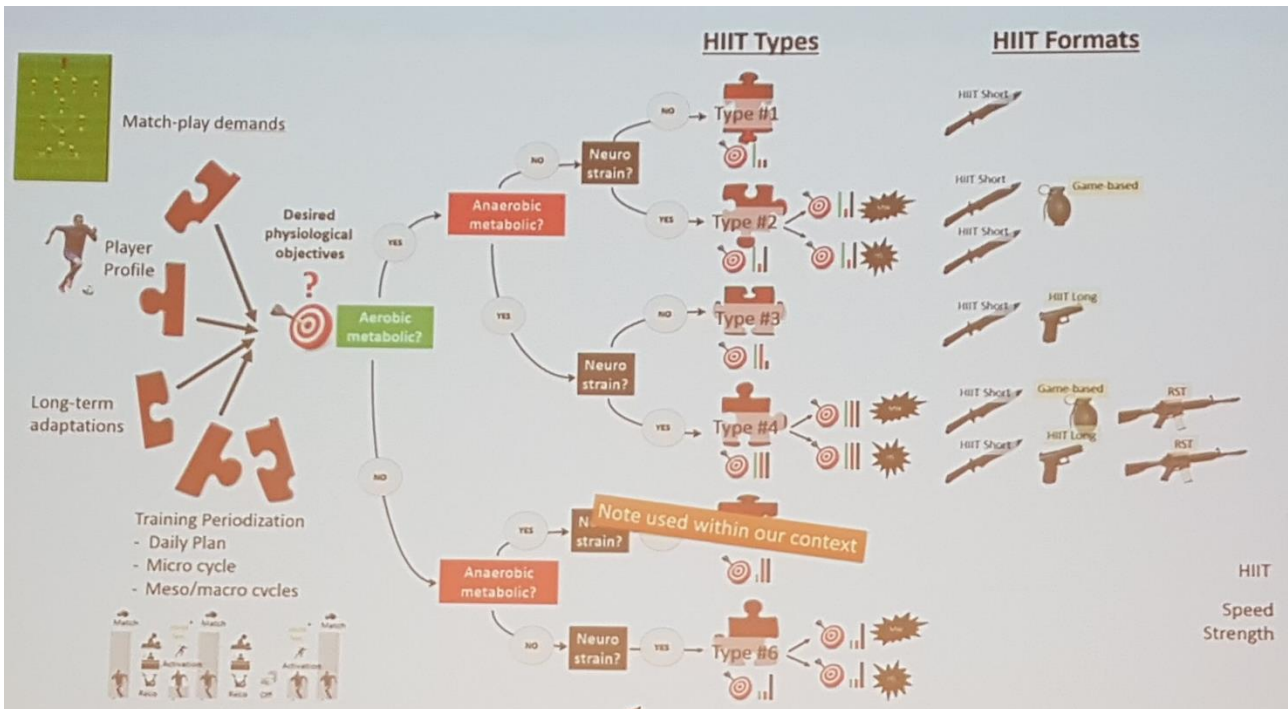 HIIT Types
HIIT Formats
Match-play demands
Player
Profile
Long-term
adaptations
Training Periodization
- Daily Plan
- Micro cycle
- Meso/macro cycles
Match
Match
Match
Activation
Activation
Reco
Reco
Off
Desired
physiological
objectives
?
Aerobic
metabolic?
YES
NO
Anaerobic
metabolic?
NO
YES
Neuro
strain?
NO
YES
Type #1
HIIT Short
Type #2
HIIT Short
Game-based
HIIT Short
Neuro
strain?
NO
YES
Type #3
HIIT Short
HIIT Long
Type #4
HIIT Short
Game-based
RST
HIIT Short
HIIT Long
RST
Anaerobic
metabolic?
YES
NO
strain?
Note used within our context
Neuro
strain?
YES
Type #6
HIIT
Speed
Strength